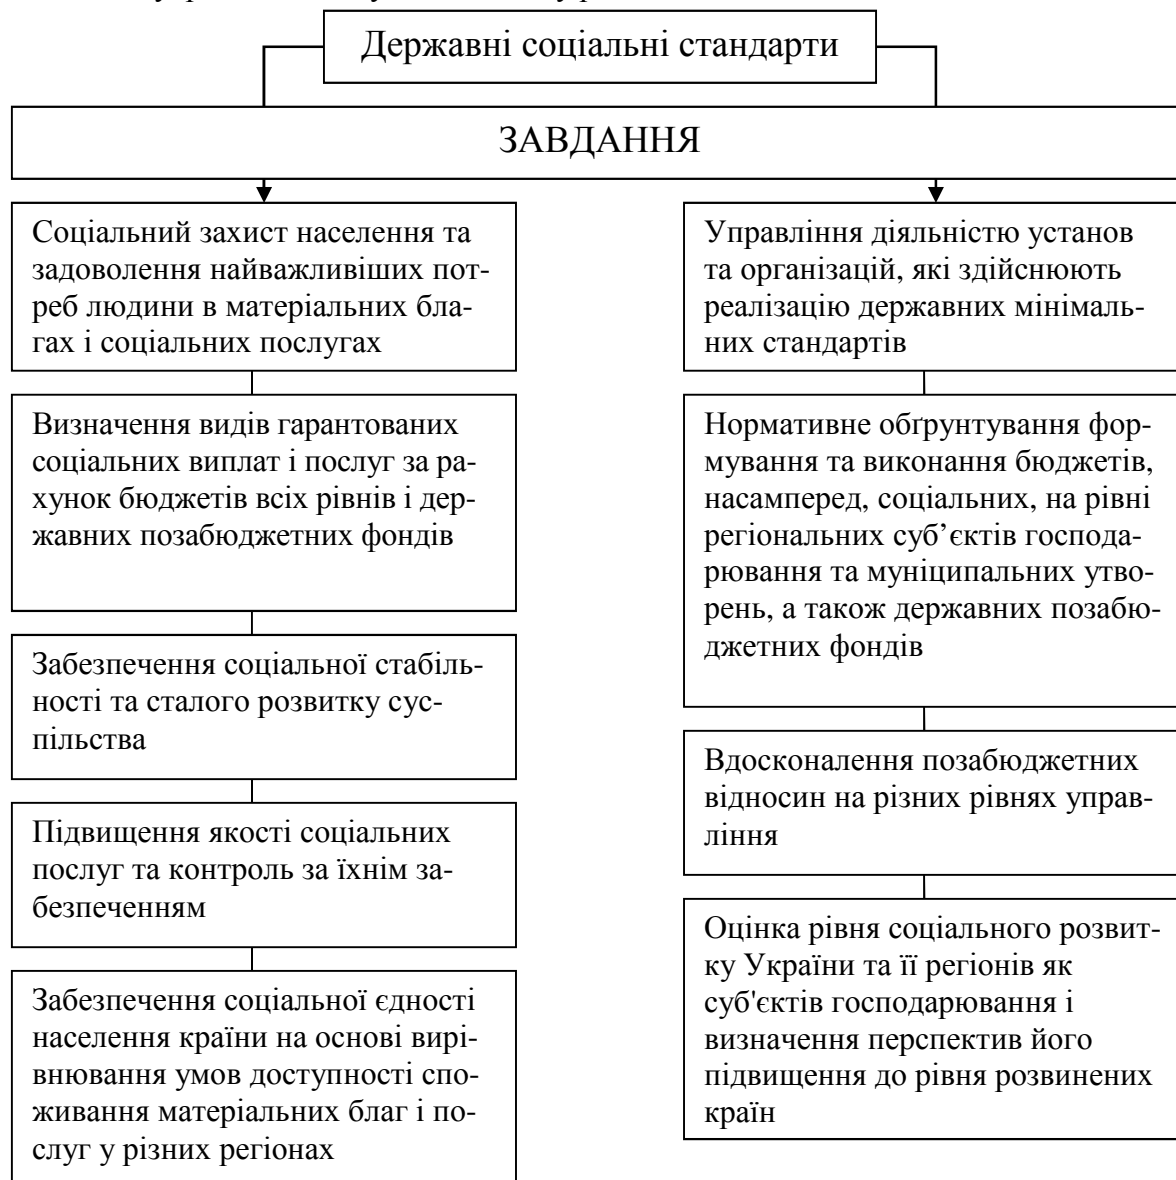 Державні соціальні стандарти
ЗАВДАННЯ
Соціальний захист населення та
задоволення найважливіших пот-
реб людини в матеріальних бла-
гах і соціальних послугах
Визначення видів гарантованих
соціальних виплат і послуг за ра-
хунок бюджетів всіх рівнів і дер-
жавних позабюджетних фондів
Забезпечення соціальної стабіль-
ності та сталого розвитку сус-
пільства
Підвищення якості соціальних
послуг та контроль за їхнім за-
безпеченням
Забезпечення соціальної єдності
населення країни на основі вирі-
внювання умов доступності спо-
живання матеріальних благ і по-
слуг у різних регіонах
Управління діяльністю установ
та організацій, які здійснюють
реалізацію державних мінімаль-
них стандартів
Нормативне обґрунтування фор-
мування та виконання бюджетів,
насамперед, соціальних, на рівні
регіональних суб’єктів господа-
рювання та муніципальних утво-
рень, а також державних позабю-
джетних фондів
Вдосконалення позабюджетних
відносин на різних рівнях управ-
ління
Оцінка рівня соціального розвит-
ку України та її регіонів як
суб'єктів господарювання і
визначення перспектив його
підвищення до рівня розвинених
країн